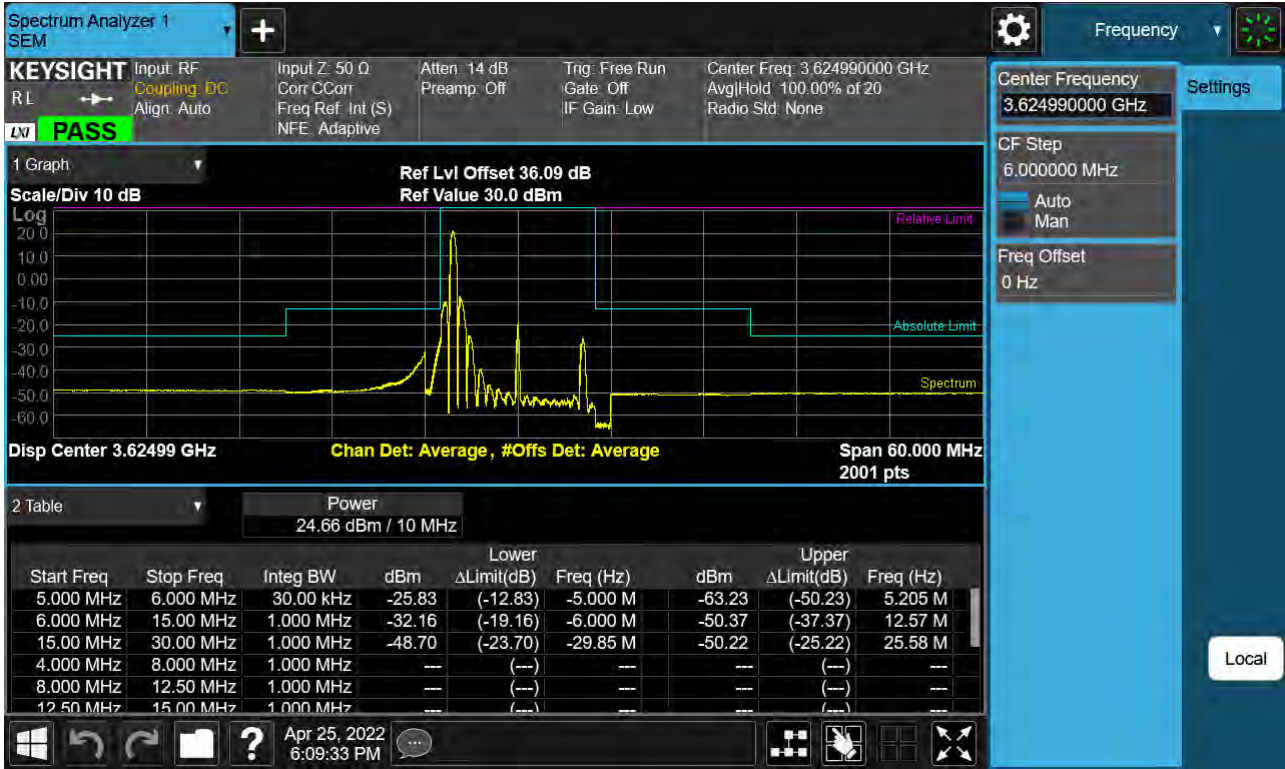 Spectrum Analyzer 1
SEM
Frequency
KEYSIGHT
R L
LXI
PASS
Input: RF
Coupling: DC
Align: Auto
Input Z: 50 Ω
Corr CCorr
Freq Ref: Int (S)
NFE: Adaptive
Atten: 14 dB
Preamp: Off
Trig: Free Run
Gate: Off
IF Gain: Low
Center Freq: 3.624990000 GHz
Avg|Hold: 100.00% of 20
Radio Std: None
Center Frequency
3.624990000 GHz
Settings
CF Step
6.000000 MHz
Auto
Man
Freq Offset
0 Hz
Local
1 Graph
Scale/Div 10 dB
Ref Lvl Offset 36.09 dB
Ref Value 30.0 dBm
Log
20.0
10.0
0.00
-10.0
-20.0
-30.0
-40.0
-50.0
-60.0
Relative Limit
Absolute Limit
Spectrum
Disp Center 3.62499 GHz
Chan Det: Average, #Offs Det: Average
Span 60.000 MHz
2001 pts
2 Table
Power
24.66 dBm / 10 MHz
Lower Upper
Start Freq Stop Freq Integ BW dBm ΔLimit(dB) Freq (Hz) dBm ΔLimit(dB) Freq (Hz)
5.000 MHz 6.000 MHz 30.00 kHz -25.83 (-12.83) -5.000 M -63.23 (-50.23) 5.205 M
6.000 MHz 15.00 MHz 1.000 MHz -32.16 (-19.16) -6.000 M -50.37 (-37.37) 12.57 M
15.00 MHz 30.00 MHz 1.000 MHz -48.70 (-23.70) -29.85 M -50.22 (-25.22) 25.58 M
4.000 MHz 8.000 MHz 1.000 MHz --- (---) --- --- (---) ---
8.000 MHz 12.50 MHz 1.000 MHz --- (---) --- --- (---) ---
12.50 MHz 15.00 MHz 1.000 MHz --- (---) --- --- (---) ---
?
Apr 25, 2022
6:09:33 PM